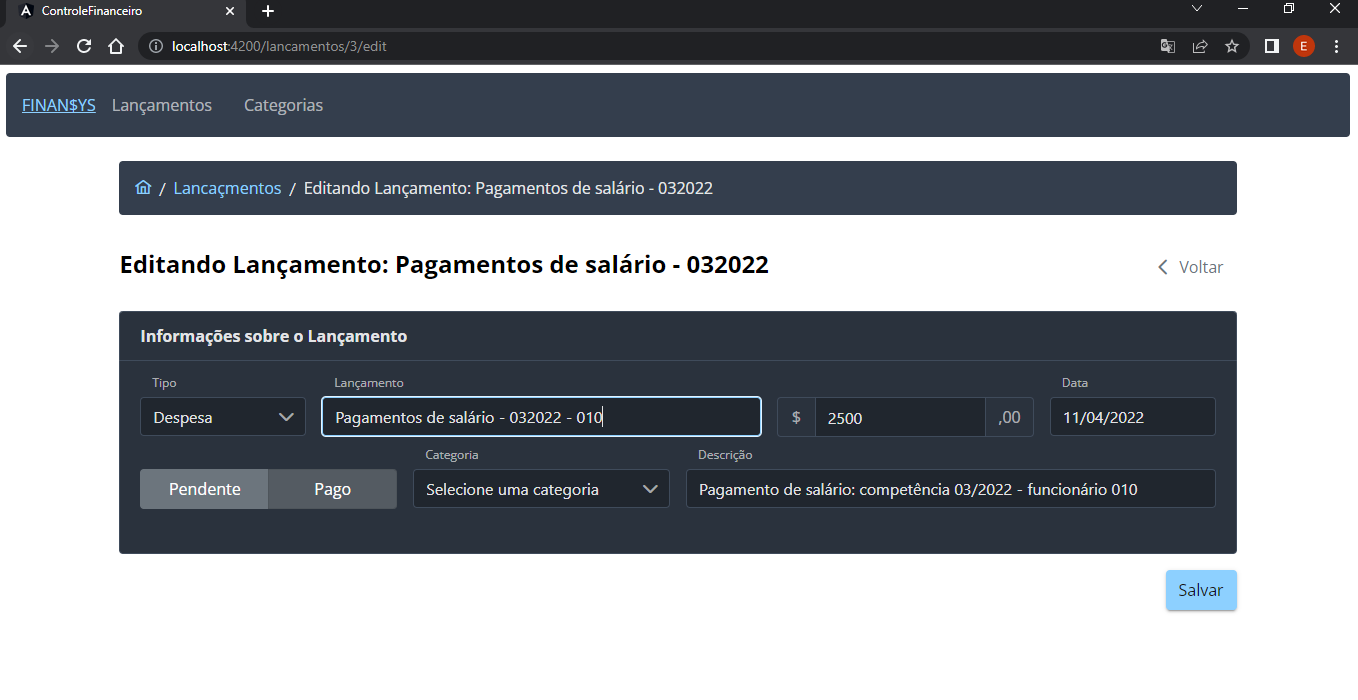 ControleFinanceiro
localhost:4200/lancamentos/3/edit
E
FINAN$YS Lançamentos Categorias
/ Lancaçmentos / Editando Lançamento: Pagamentos de salário - 032022
Editando Lançamento: Pagamentos de salário - 032022
Voltar
Informações sobre o Lançamento
Tipo Lançamento Data
Despesa Pagamentos de salário - 032022 - 010 $ 2500 ,00 11/04/2022
Categoria Descrição
Pendente Pago Selecione uma categoria Pagamento de salário: competência 03/2022 - funcionário 010
Salvar